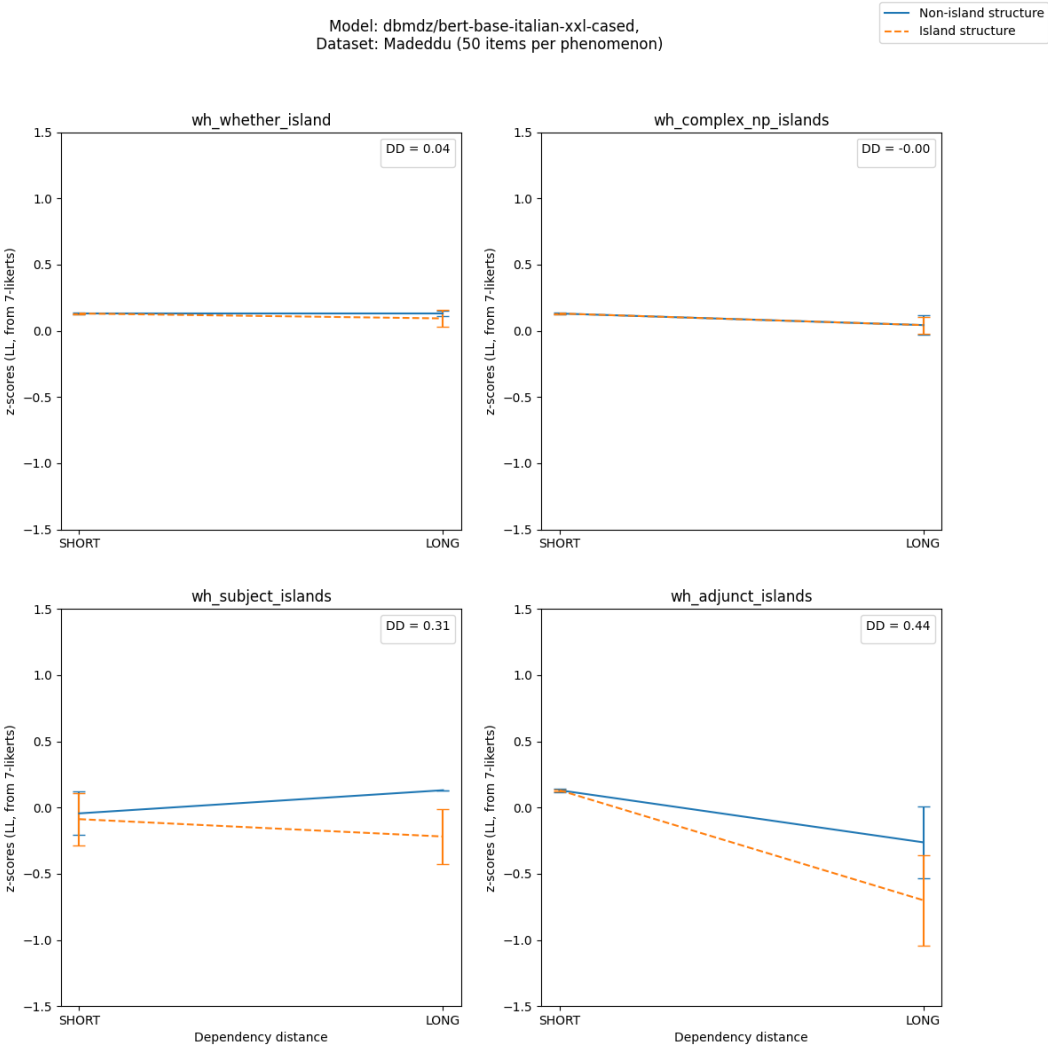 Model: dbmdz/bert-base-italian-xxl-cased,
Dataset: Madeddu (50 items per phenomenon)
Non-island structure
Island structure
wh_whether_island
DD = 0.04
z-scores (LL, from 7-likerts)
1.5
1.0
0.5
0.0
−0.5
−1.0
−1.5
SHORT
LONG
wh_complex_np_islands
DD = -0.00
z-scores (LL, from 7-likerts)
1.5
1.0
0.5
0.0
−0.5
−1.0
−1.5
SHORT
LONG
wh_subject_islands
DD = 0.31
z-scores (LL, from 7-likerts)
1.5
1.0
0.5
0.0
−0.5
−1.0
−1.5
SHORT
LONG
Dependency distance
wh_adjunct_islands
DD = 0.44
z-scores (LL, from 7-likerts)
1.5
1.0
0.5
0.0
−0.5
−1.0
−1.5
SHORT
LONG
Dependency distance